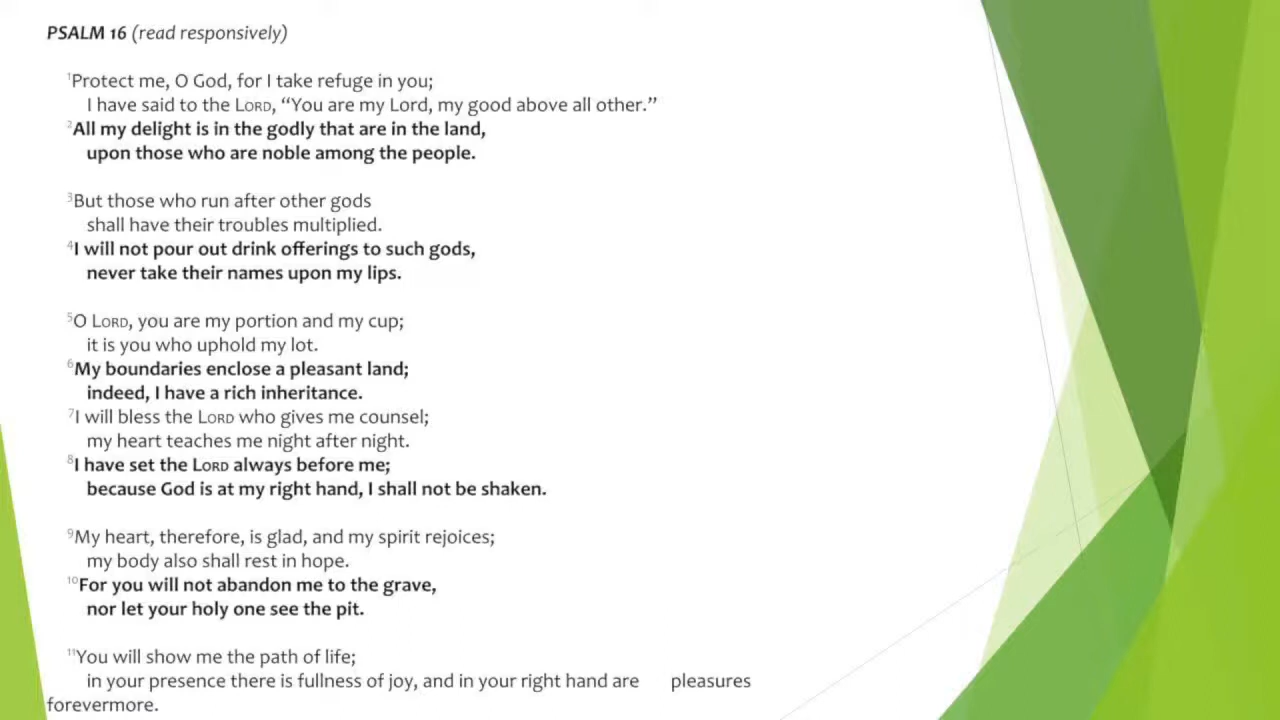 PSALM 16 (read responsively)
¹Protect me, O God, for I take refuge in you;
I have said to the LORD, “You are my Lord, my good above all other.”
²All my delight is in the godly that are in the land,
upon those who are noble among the people.
³But those who run after other gods
shall have their troubles multiplied.
⁴I will not pour out drink offerings to such gods,
never take their names upon my lips.
⁵O LORD, you are my portion and my cup;
it is you who uphold my lot.
⁶My boundaries enclose a pleasant land;
indeed, I have a rich inheritance.
⁷I will bless the LORD who gives me counsel;
my heart teaches me night after night.
⁸I have set the LORD always before me;
because God is at my right hand, I shall not be shaken.
⁹My heart, therefore, is glad, and my spirit rejoices;
my body also shall rest in hope.
¹⁰For you will not abandon me to the grave,
nor let your holy one see the pit.
¹¹You will show me the path of life;
in your presence there is fullness of joy, and in your right hand are pleasures
forevermore.